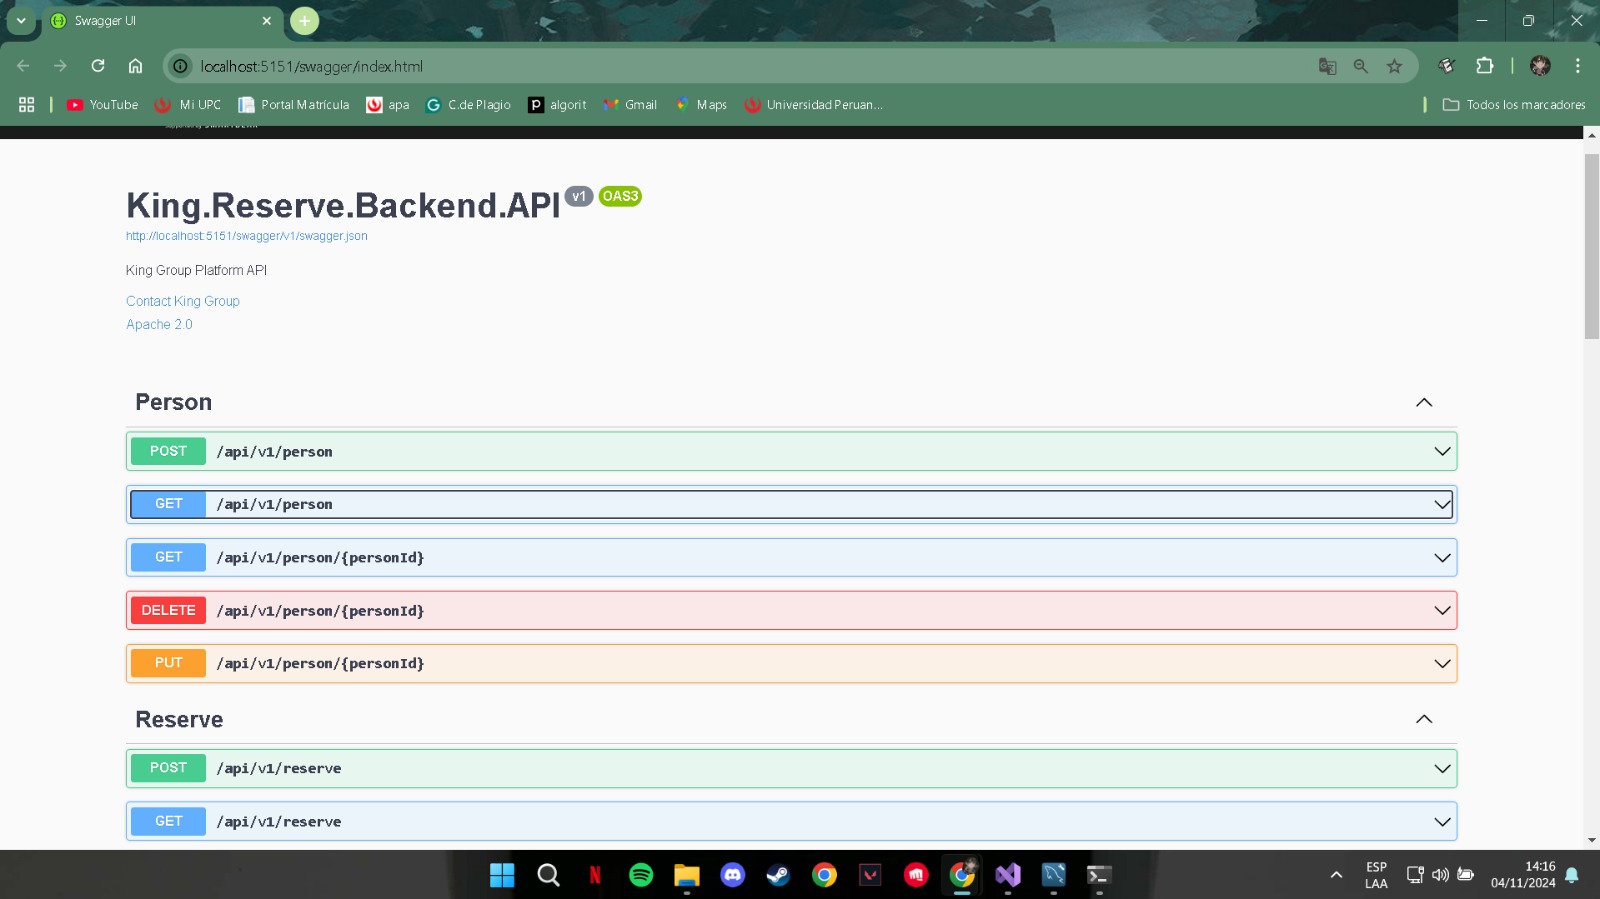 Swagger UI
localhost:5151/swagger/index.html
YouTube
Mi UPC
Portal Matrícula
apa
C.de Plagio
algorit
Gmail
Maps
Universidad Peruan...
Todos los marcadores
King.Reserve.Backend.API v1 OAS3
http://localhost:5151/swagger/v1/swagger.json
King Group Platform API
Contact King Group
Apache 2.0
Person
POST /api/v1/person
GET /api/v1/person
GET /api/v1/person/{personId}
DELETE /api/v1/person/{personId}
PUT /api/v1/person/{personId}
Reserve
POST /api/v1/reserve
GET /api/v1/reserve
ESP
LAA
14:16
04/11/2024